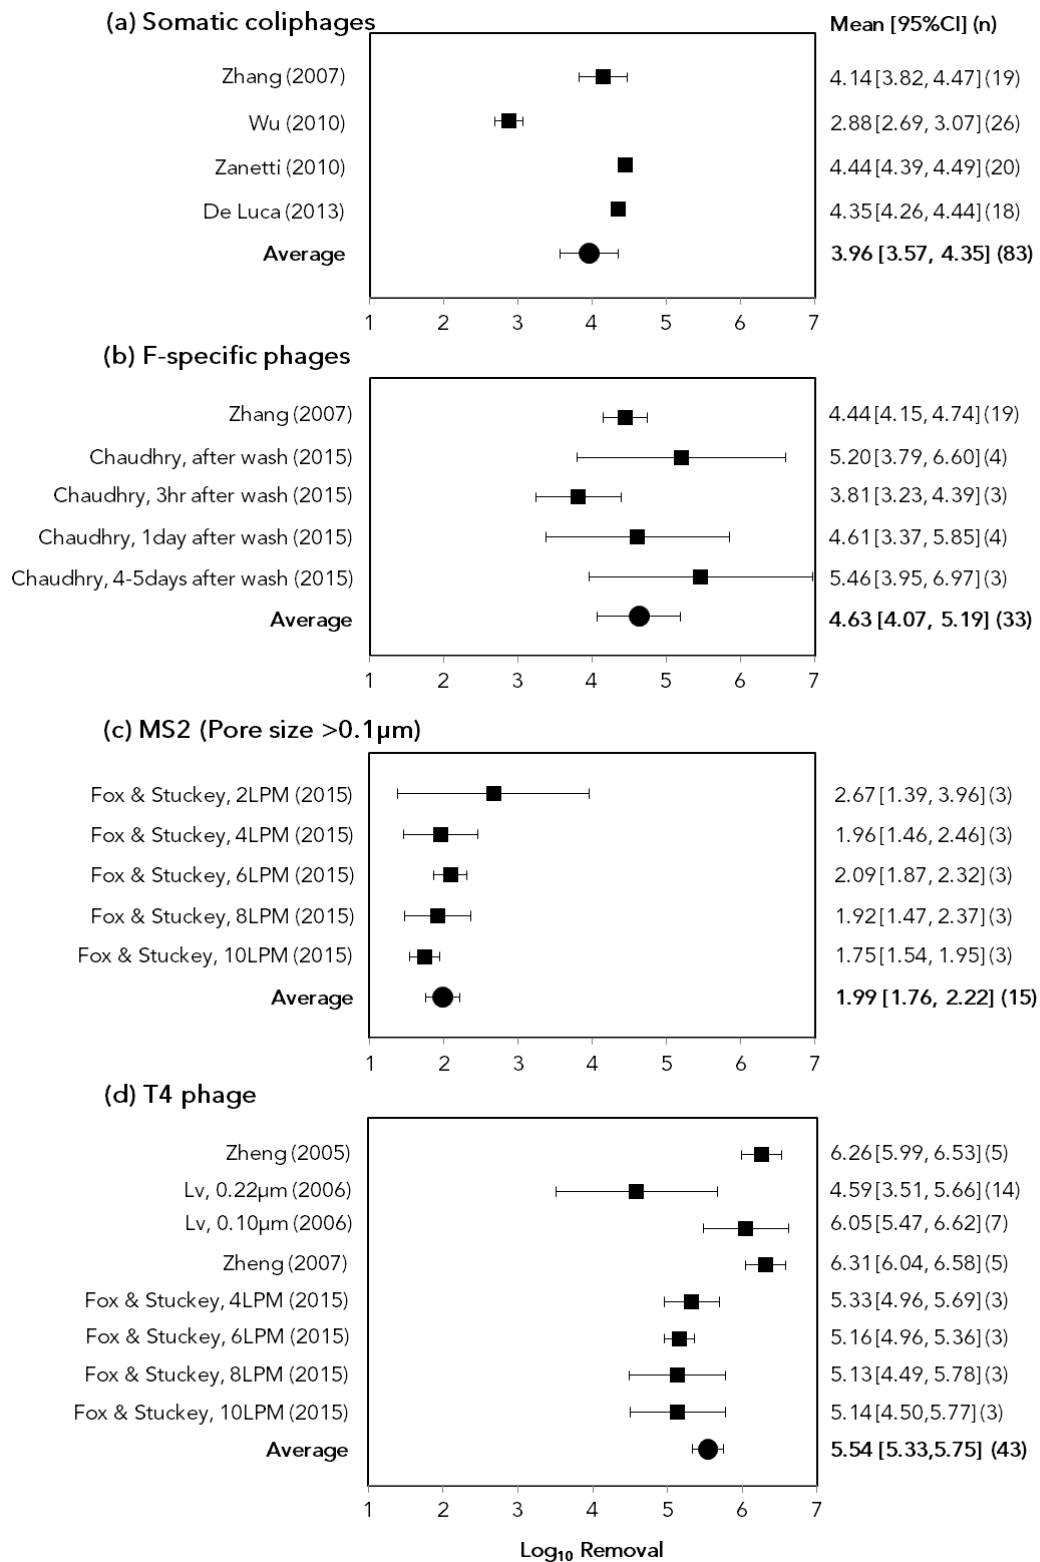 (a) Somatic coliphages Mean [95%CI] (n)
Zhang (2007) 4.14 [3.82, 4.47] (19)
Wu (2010) 2.88 [2.69, 3.07] (26)
Zanetti (2010) 4.44 [4.39, 4.49] (20)
De Luca (2013) 4.35 [4.26, 4.44] (18)
Average 3.96 [3.57, 4.35] (83)
1 2 3 4 5 6 7
(b) F-specific phages
Zhang (2007) 4.44 [4.15, 4.74] (19)
Chaudhry, after wash (2015) 5.20 [3.79, 6.60] (4)
Chaudhry, 3hr after wash (2015) 3.81 [3.23, 4.39] (3)
Chaudhry, 1day after wash (2015) 4.61 [3.37, 5.85] (4)
Chaudhry, 4-5days after wash (2015) 5.46 [3.95, 6.97] (3)
Average 4.63 [4.07, 5.19] (33)
1 2 3 4 5 6 7
(c) MS2 (Pore size >0.1µm)
Fox & Stuckey, 2LPM (2015) 2.67 [1.39, 3.96] (3)
Fox & Stuckey, 4LPM (2015) 1.96 [1.46, 2.46] (3)
Fox & Stuckey, 6LPM (2015) 2.09 [1.87, 2.32] (3)
Fox & Stuckey, 8LPM (2015) 1.92 [1.47, 2.37] (3)
Fox & Stuckey, 10LPM (2015) 1.75 [1.54, 1.95] (3)
Average 1.99 [1.76, 2.22] (15)
1 2 3 4 5 6 7
(d) T4 phage
Zheng (2005) 6.26 [5.99, 6.53] (5)
Lv, 0.22µm (2006) 4.59 [3.51, 5.66] (14)
Lv, 0.10µm (2006) 6.05 [5.47, 6.62] (7)
Zheng (2007) 6.31 [6.04, 6.58] (5)
Fox & Stuckey, 4LPM (2015) 5.33 [4.96, 5.69] (3)
Fox & Stuckey, 6LPM (2015) 5.16 [4.96, 5.36] (3)
Fox & Stuckey, 8LPM (2015) 5.13 [4.49, 5.78] (3)
Fox & Stuckey, 10LPM (2015) 5.14 [4.50,5.77] (3)
Average 5.54 [5.33,5.75] (43)
1 2 3 4 5 6 7
Log₁₀ Removal